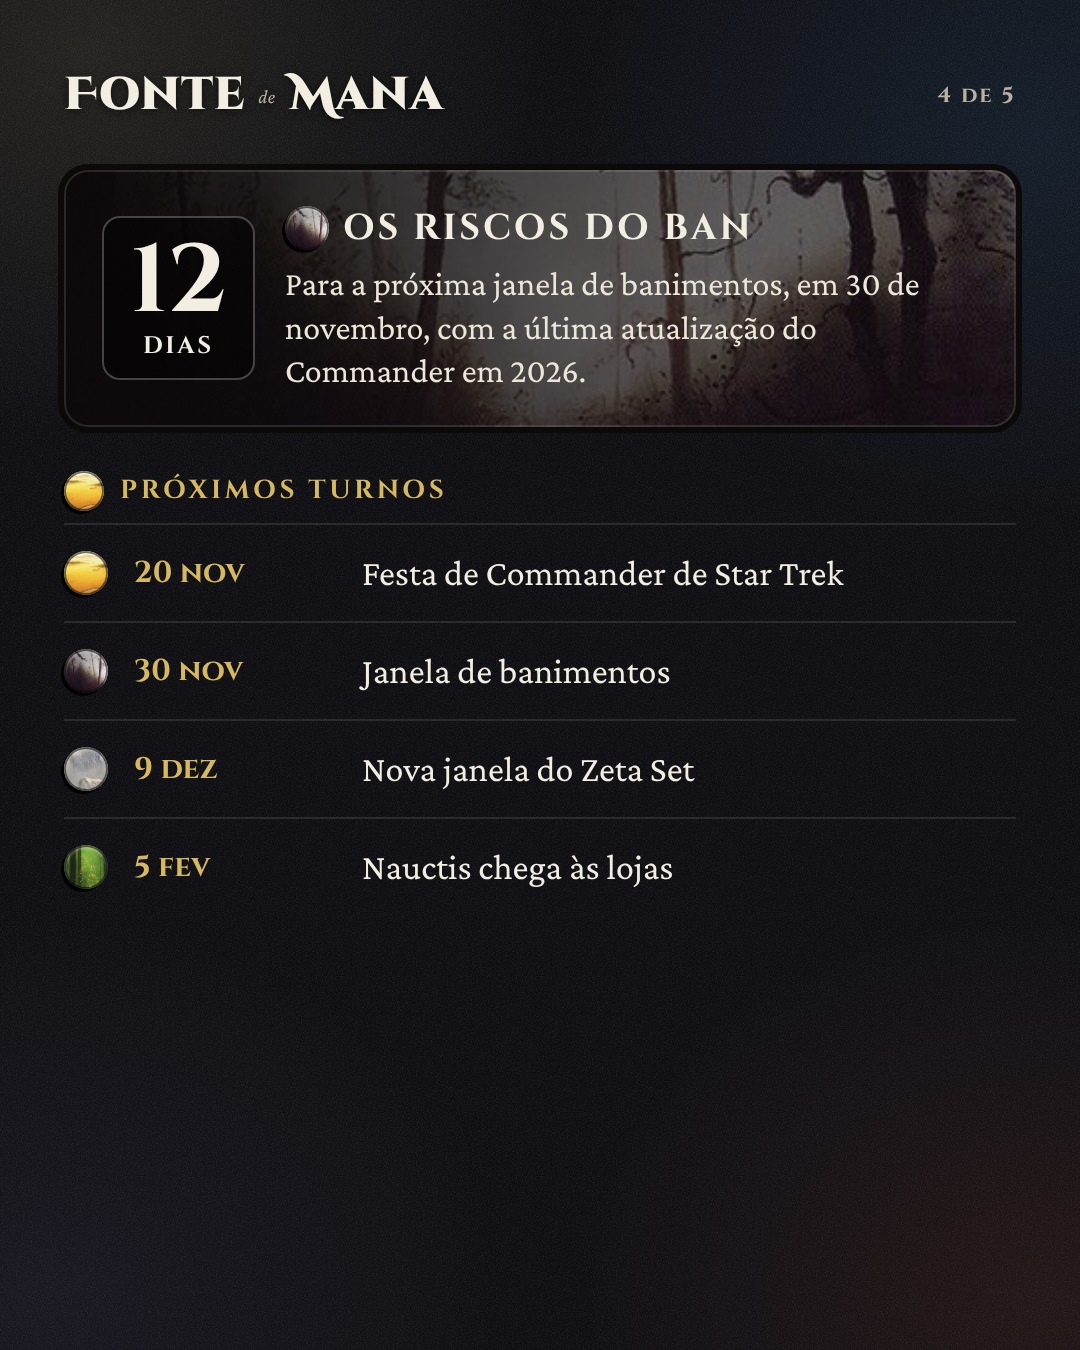 Fonte de Mana
4 DE 5
12
DIAS
OS RISCOS DO BAN
Para a próxima janela de banimentos, em 30 de
novembro, com a última atualização do
Commander em 2026.
PRÓXIMOS TURNOS
20 NOV Festa de Commander de Star Trek
30 NOV Janela de banimentos
9 DEZ Nova janela do Zeta Set
5 FEV Nauctis chega às lojas